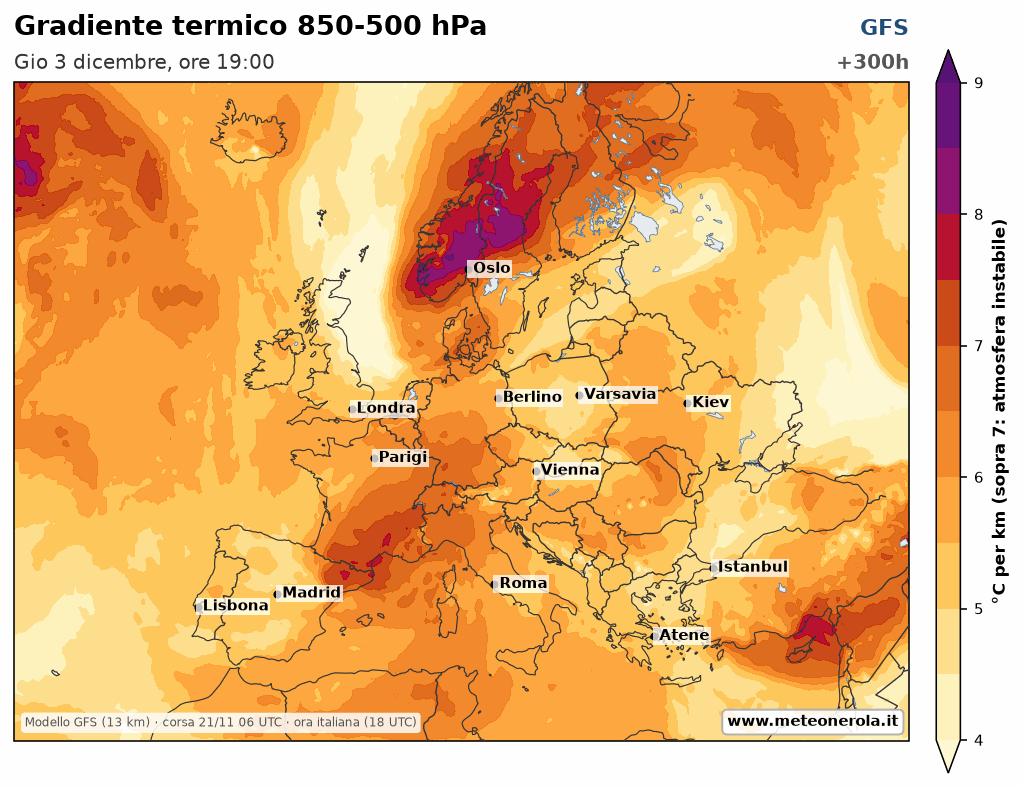 Gradiente termico 850-500 hPa
GFS
Gio 3 dicembre, ore 19:00
+300h
Oslo
Londra
Berlino
Varsavia
Kiev
Parigi
Vienna
Istanbul
Roma
Madrid
Lisbona
Atene
Modello GFS (13 km) · corsa 21/11 06 UTC · ora italiana (18 UTC)
www.meteonerola.it
9
8
7
6
5
4
°C per km (sopra 7: atmosfera instabile)